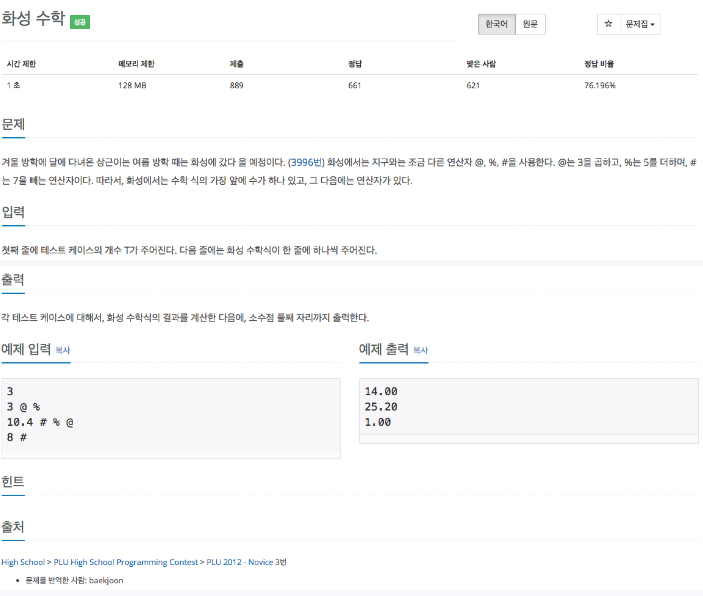 화성 수학 성공
한국어 원문 ☆ 문제집
시간 제한 메모리 제한 제출 정답 맞은 사람 정답 비율
1 초 128 MB 889 661 621 76.196%
문제
겨울 방학에 달에 다녀온 상근이는 여름 방학 때는 화성에 갔다 올 예정이다. (3996번) 화성에서는 지구와는 조금 다른 연산자 @, %, #을 사용한다. @는 3을 곱하고, %는 5를 더하며, #
는 7을 빼는 연산자이다. 따라서, 화성에서는 수학 식의 가장 앞에 수가 하나 있고, 그 다음에는 연산자가 있다.
입력
첫째 줄에 테스트 케이스의 개수 T가 주어진다. 다음 줄에는 화성 수학식이 한 줄에 하나씩 주어진다.
출력
각 테스트 케이스에 대해서, 화성 수학식의 결과를 계산한 다음에, 소수점 둘째 자리까지 출력한다.
예제 입력 복사
3
3 @ %
10.4 # % @
8 #
예제 출력 복사
14.00
25.20
1.00
힌트
출처
High School > PLU High School Programming Contest > PLU 2012 - Novice 3번
• 문제를 번역한 사람: baekjoon